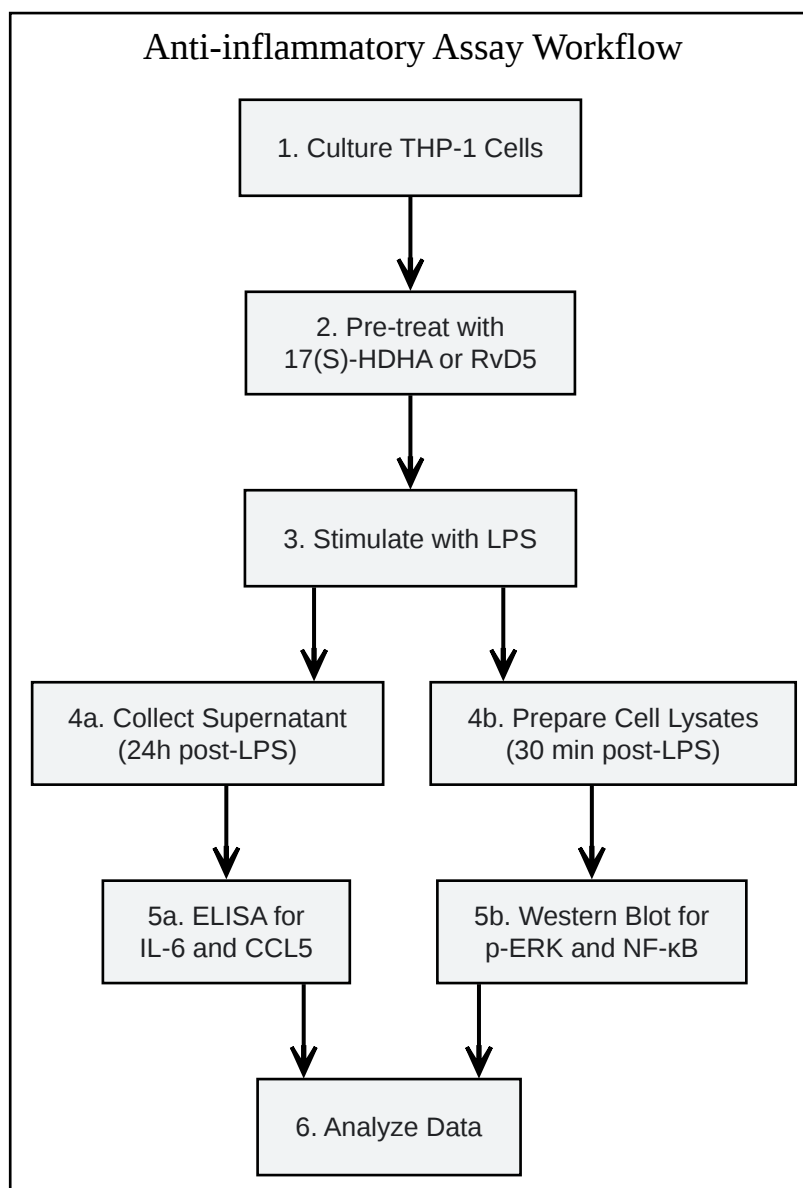 Anti-inflammatory Assay Workflow
1. Culture THP-1 Cells
2. Pre-treat with
17(S)-HDHA or RvD5
3. Stimulate with LPS
4a. Collect Supernatant
(24h post-LPS)
4b. Prepare Cell Lysates
(30 min post-LPS)
5a. ELISA for
IL-6 and CCL5
5b. Western Blot for
p-ERK and NF-κB
6. Analyze Data